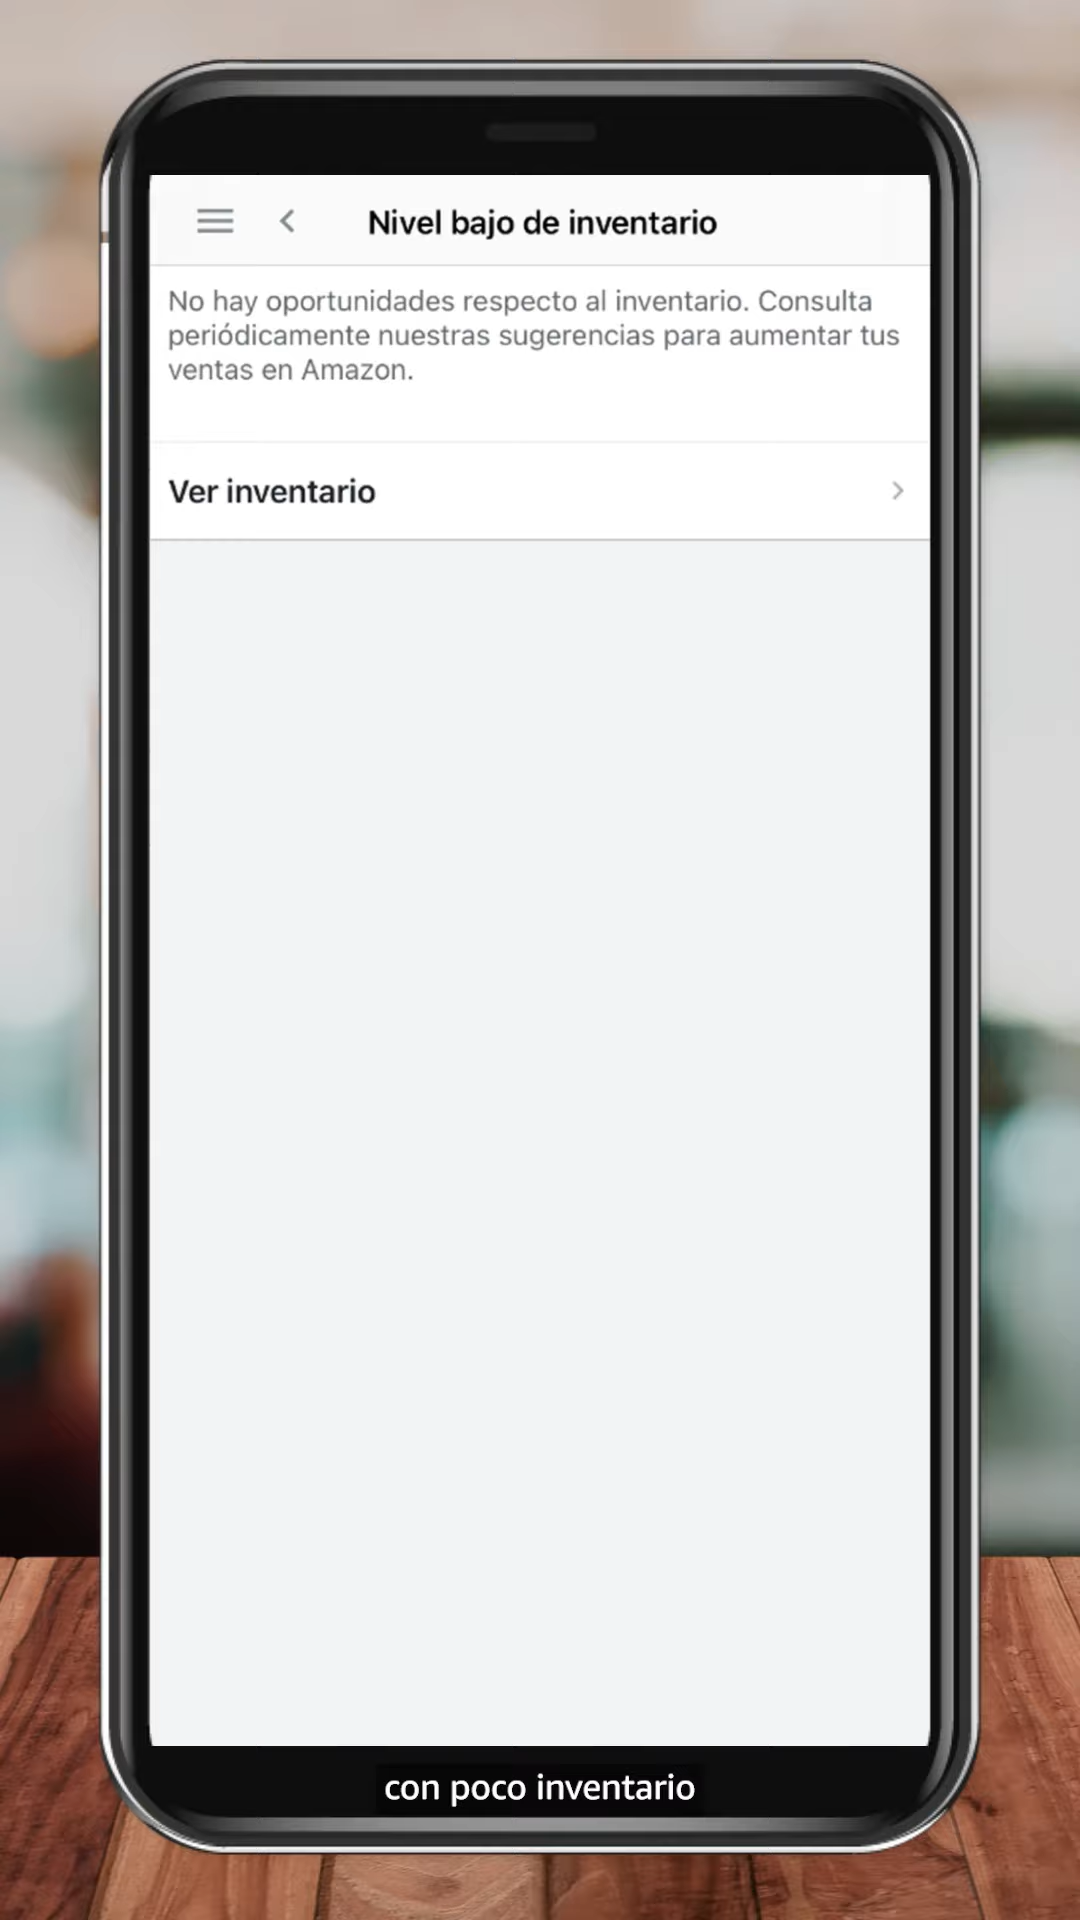 Nivel bajo de inventario
No hay oportunidades respecto al inventario. Consulta
periódicamente nuestras sugerencias para aumentar tus
ventas en Amazon.
Ver inventario
con poco inventario